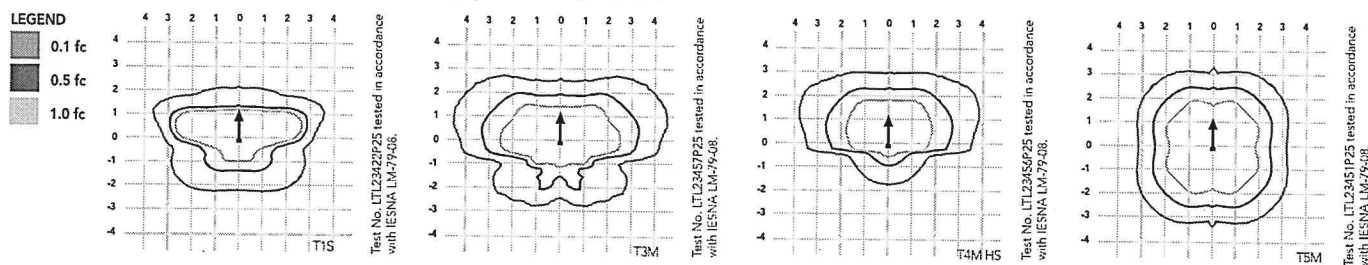 LEGEND
0.1 fc
0.5 fc
1.0 fc
4 3 2 1 0 1 2 3 4
4
3
2
1
0
-1
-2
-3
-4
T1S
Test No. LTL23422P25 tested in accordance
with IESNA LM-79-08.
4 3 2 1 0 1 2 3 4
4
3
2
1
0
-1
-2
-3
-4
T3M
Test No. LTL23457P25 tested in accordance
with IESNA LM-79-08.
4 3 2 1 0 1 2 3 4
4
3
2
1
0
-1
-2
-3
-4
T4M HS
Test No. LTL23456P25 tested in accordance
with IESNA LM-79-08.
4 3 2 1 0 1 2 3 4
4
3
2
1
0
-1
-2
-3
-4
T5M
Test No. LTL23451P25 tested in accordance
with IESNA LM-79-08.